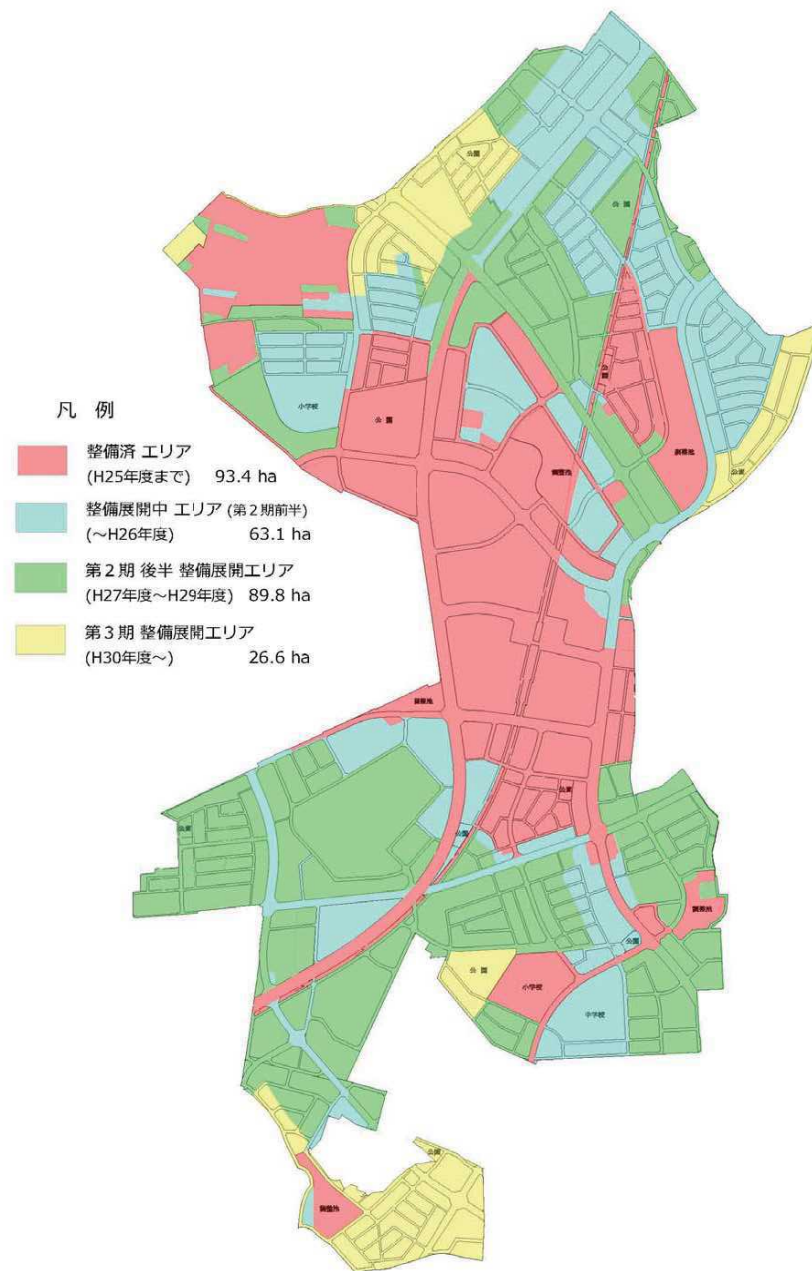 公園
公 園
小学校
公 園
公園
調整池
調整池
公園
凡 例
整備済 エリア
(H25年度まで) 93.4 ha
整備展開中 エリア (第2期前半)
(～H26年度) 63.1 ha
第2期 後半 整備展開エリア
(H27年度～H29年度) 89.8 ha
第3期 整備展開エリア
(H30年度～) 26.6 ha
調整池
公園
公園
公園
調整池
公園
公 園
小学校
中学校
公園
調整池